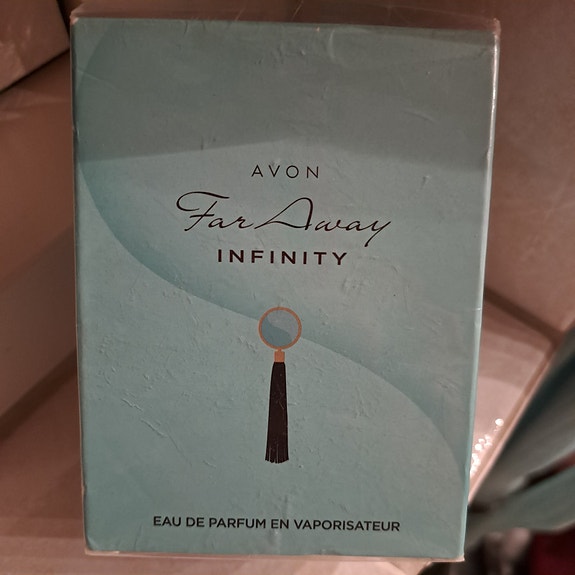 AVON
Far Away
INFINITY
EAU DE PARFUM EN VAPORISATEUR